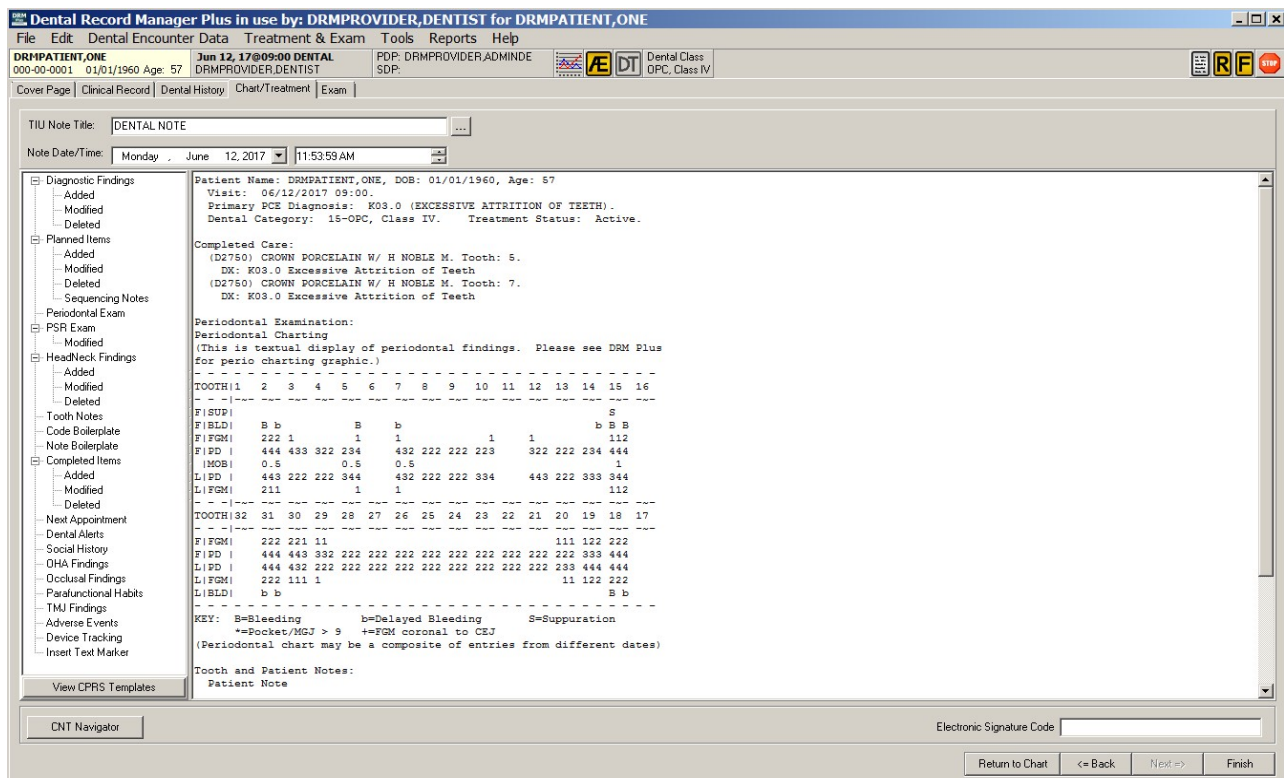 Dental Record Manager Plus in use by: DRMPROVIDER,DENTIST for DRMPATIENT,ONE
File Edit Dental Encounter Data Treatment & Exam Tools Reports Help
DRMPATIENT,ONE
000-00-0001 01/01/1960 Age: 57
Jun 12, 17@09:00 DENTAL
DRMPROVIDER,DENTIST
PDP: DRMPROVIDER,ADMINDE
SDP:
Æ DT
Dental Class
OPC, Class IV
R F STOP
Cover Page Clinical Record Dental History Chart/Treatment Exam
TIU Note Title: DENTAL NOTE ...
Note Date/Time: Monday , June 12, 2017 11:53:59 AM
Diagnostic Findings
Added
Modified
Deleted
Planned Items
Added
Modified
Deleted
Sequencing Notes
Periodontal Exam
PSR Exam
Modified
HeadNeck Findings
Added
Modified
Deleted
Tooth Notes
Code Boilerplate
Note Boilerplate
Completed Items
Added
Modified
Deleted
Next Appointment
Dental Alerts
Social History
OHA Findings
Occlusal Findings
Parafunctional Habits
TMJ Findings
Adverse Events
Device Tracking
Insert Text Marker
View CPRS Templates
Patient Name: DRMPATIENT,ONE, DOB: 01/01/1960, Age: 57
Visit: 06/12/2017 09:00.
Primary PCE Diagnosis: K03.0 (EXCESSIVE ATTRITION OF TEETH).
Dental Category: 15-OPC, Class IV. Treatment Status: Active.
Completed Care:
(D2750) CROWN PORCELAIN W/ H NOBLE M. Tooth: 5.
DX: K03.0 Excessive Attrition of Teeth
(D2750) CROWN PORCELAIN W/ H NOBLE M. Tooth: 7.
DX: K03.0 Excessive Attrition of Teeth
Periodontal Examination:
Periodontal Charting
(This is textual display of periodontal findings. Please see DRM Plus
for perio charting graphic.)
TOOTH|1 2 3 4 5 6 7 8 9 10 11 12 13 14 15 16
F|SUP| S
F|BLD| B b B b b B B
F|FGM| 222 1 1 1 1 1 112
F|PD | 444 433 322 234 432 222 222 223 322 222 234 444
|MOB| 0.5 0.5 0.5 1
L|PD | 443 222 222 344 432 222 222 334 443 222 333 344
L|FGM| 211 1 1 112
TOOTH|32 31 30 29 28 27 26 25 24 23 22 21 20 19 18 17
F|FGM| 222 221 11 111 122 222
F|PD | 444 443 332 222 222 222 222 222 222 222 222 222 333 444
L|PD | 444 432 222 222 222 222 222 222 222 222 222 233 444 444
L|FGM| 222 111 1 11 122 222
L|BLD| b b B b
KEY: B=Bleeding b=Delayed Bleeding S=Suppuration
*=Pocket/MGJ > 9 +=FGM coronal to CEJ
(Periodontal chart may be a composite of entries from different dates)
Tooth and Patient Notes:
Patient Note
CNT Navigator
Electronic Signature Code
Return to Chart <= Back Next => Finish